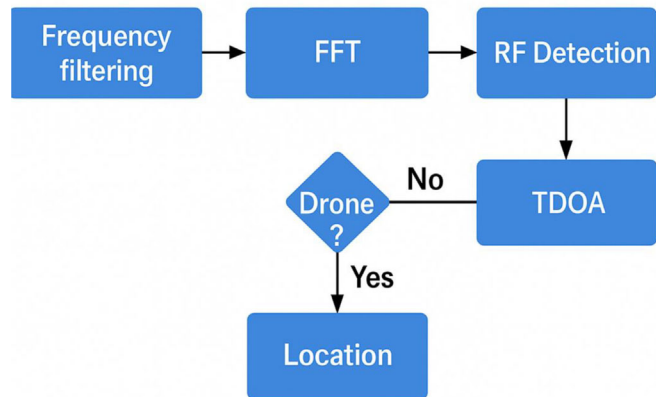 Frequency
filtering
FFT
RF Detection
TDOA
No
Drone
?
Yes
Location